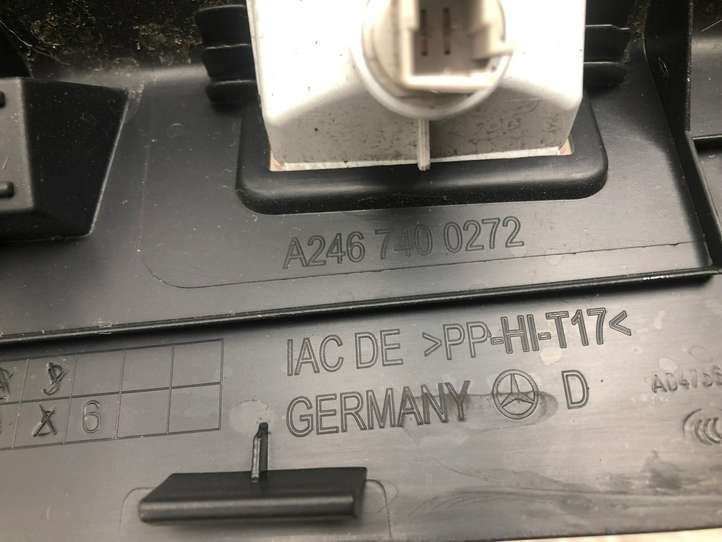 A246 740 0272
IAC DE >PP-HI-T17<
GERMANY D
6